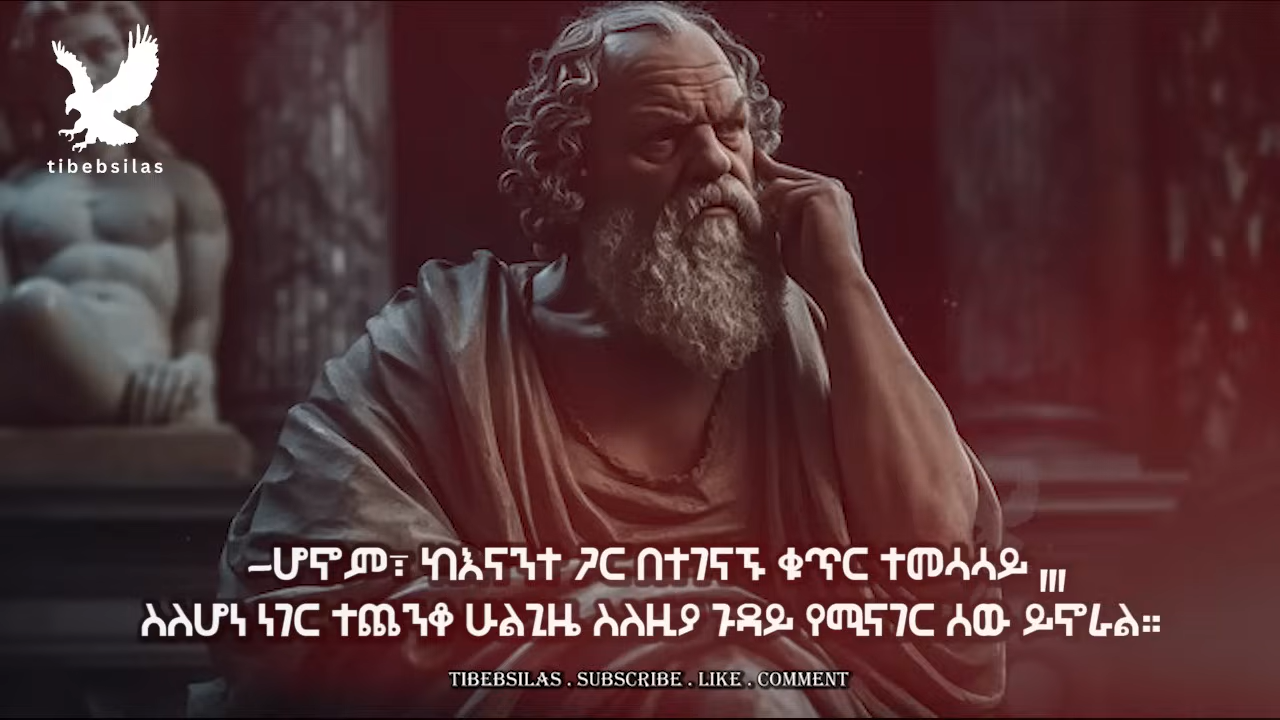 tibebsilas
–ሆኖም፣ ከእናንተ ጋር በተገናኙ ቁጥር ተመሳሳይ ,,,
ስለሆነ ነገር ተጨንቆ ሁልጊዜ ስለዚያ ጉዳይ የሚናገር ሰው ይኖራል።
TIBEBSILAS . SUBSCRIBE . LIKE . COMMENT